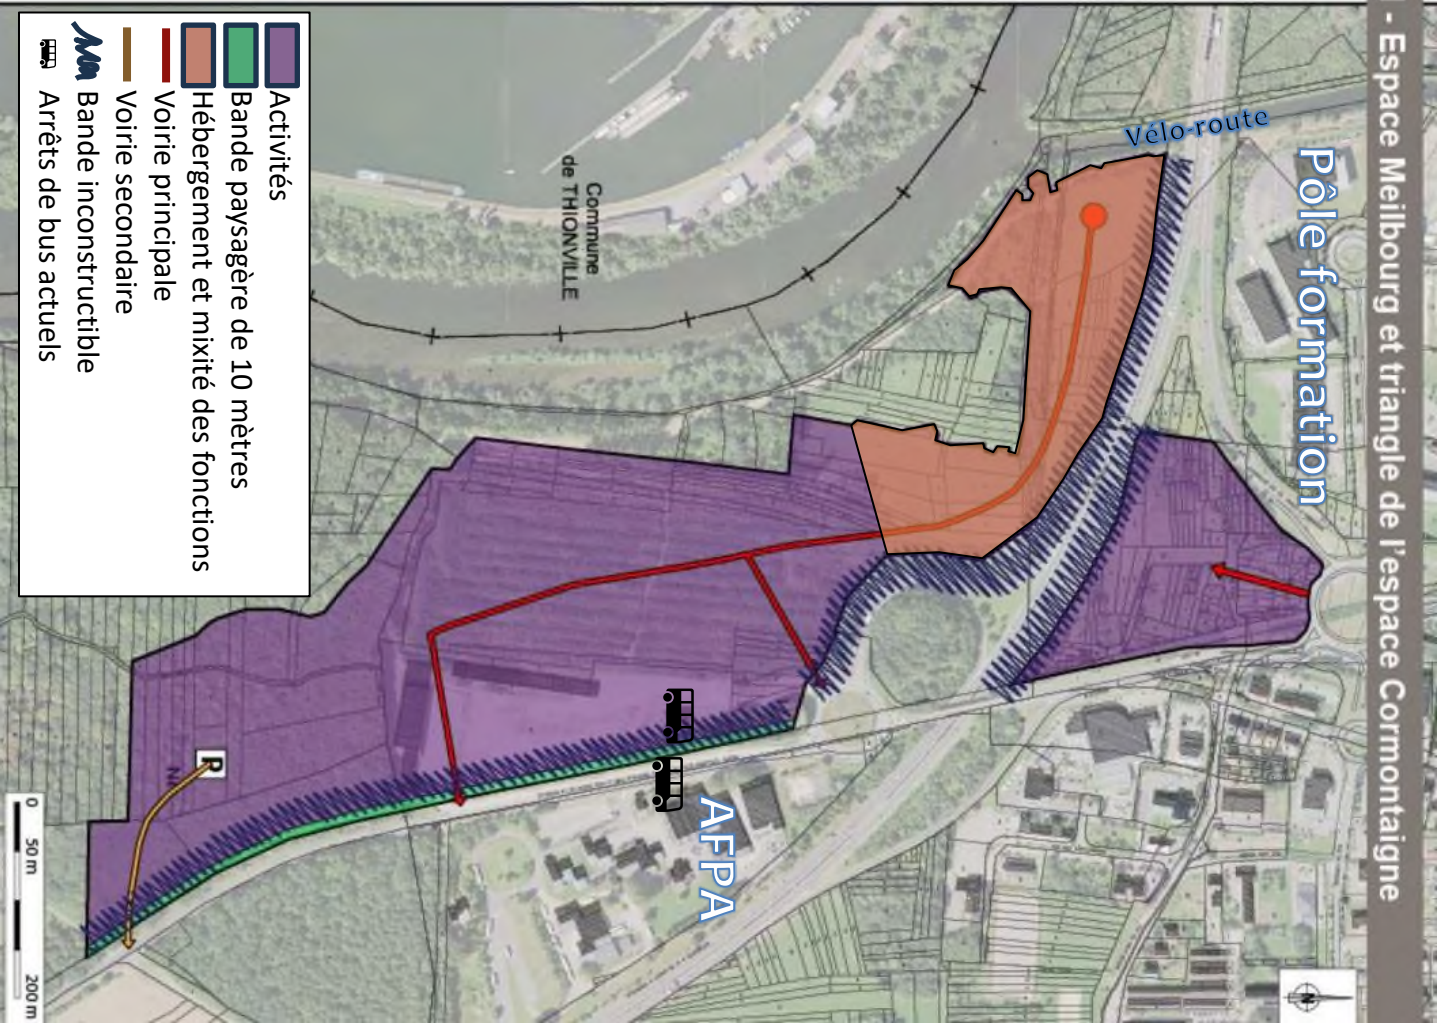 - Espace Meilbourg et triangle de l'espace Cormontaigne
Vélo-route
Pôle formation
Commune
de THIONVILLE
AFPA
P
N
Activités
Bande paysagère de 10 mètres
Hébergement et mixité des fonctions
Voirie principale
Voirie secondaire
Bande inconstructible
Arrêts de bus actuels
0 50 m 200 m